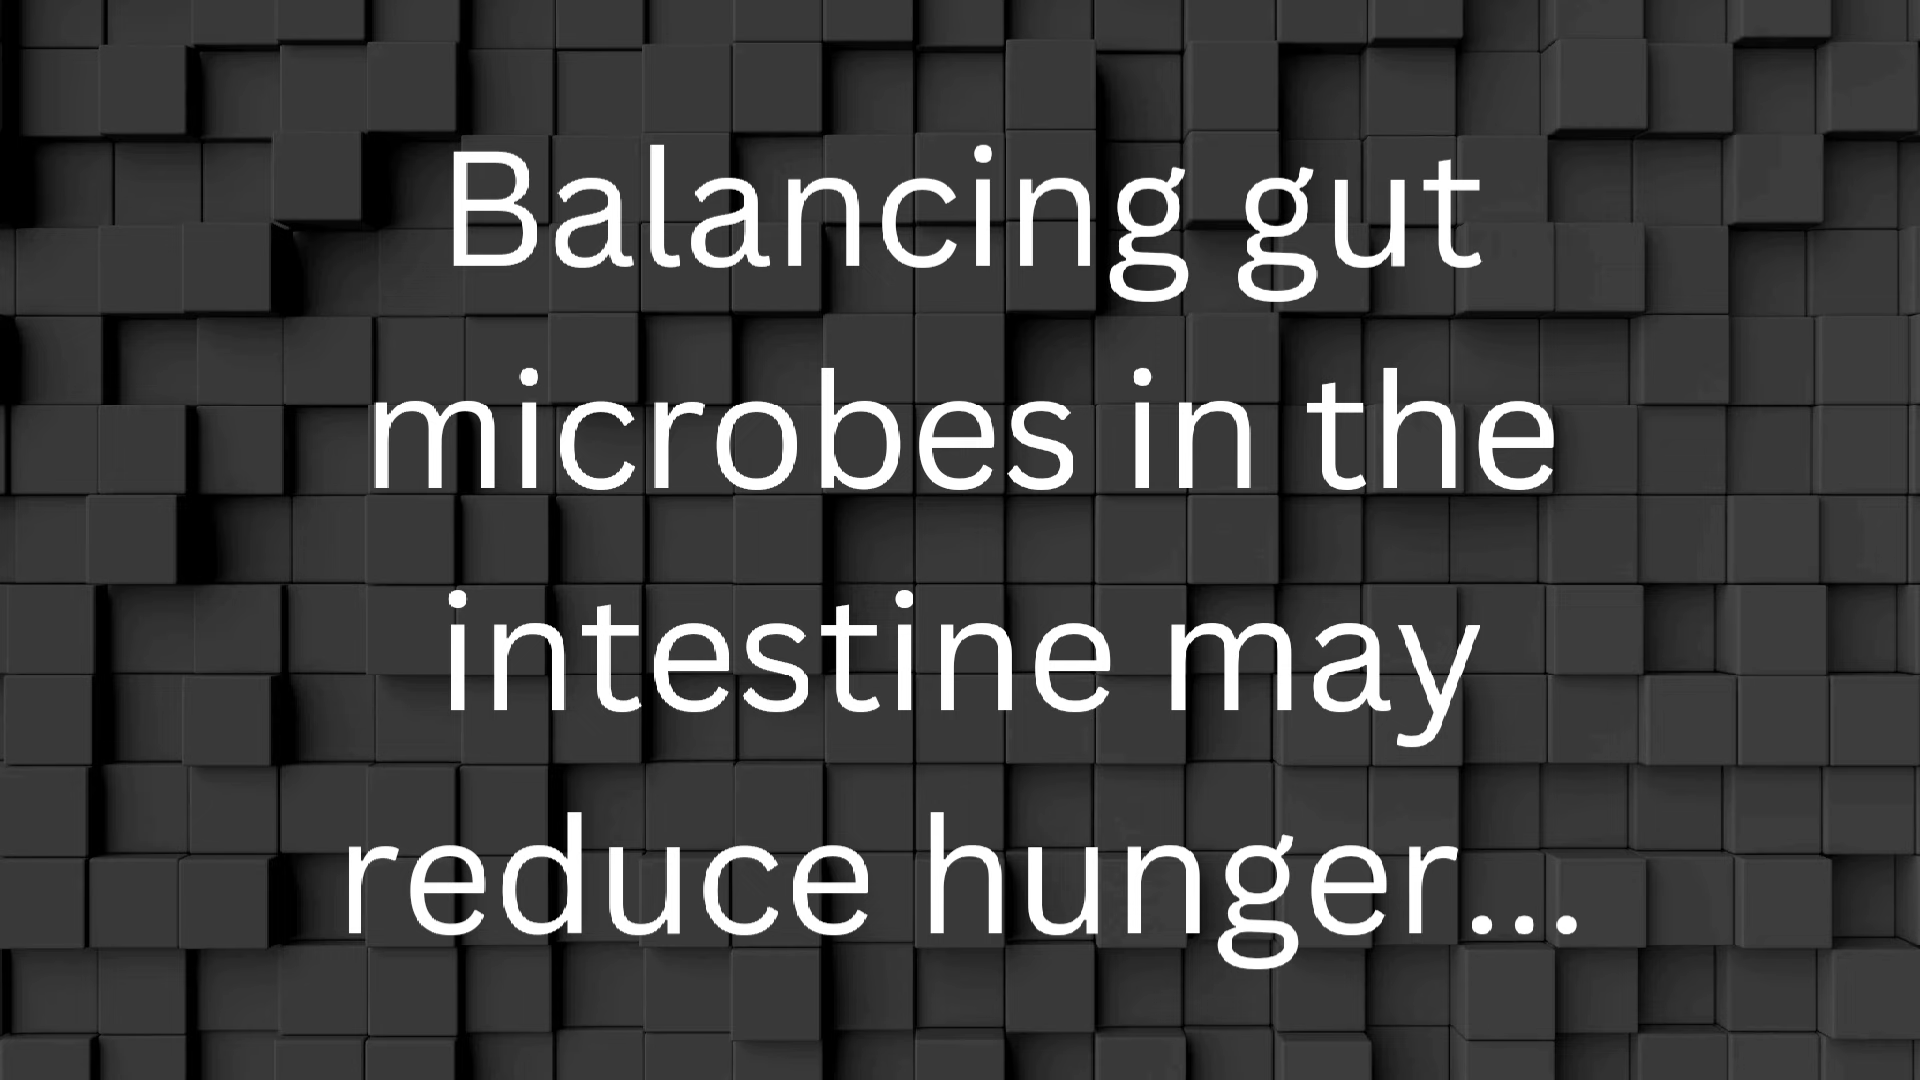 Balancing gut
microbes in the
intestine may
reduce hunger...